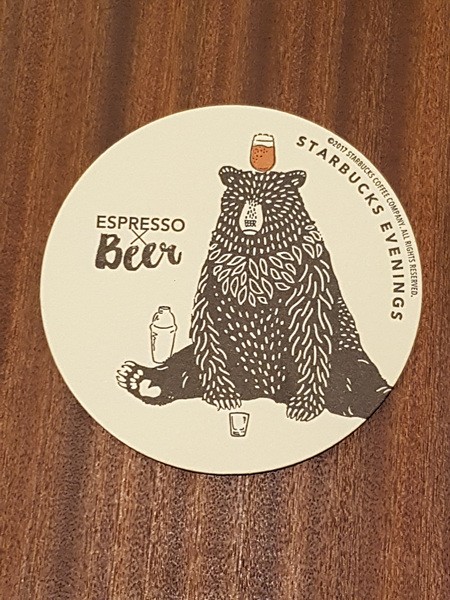 ESPRESSO
×
Beer
©2017 STARBUCKS COFFEE COMPANY. ALL RIGHTS RESERVED.
STARBUCKS EVENINGS